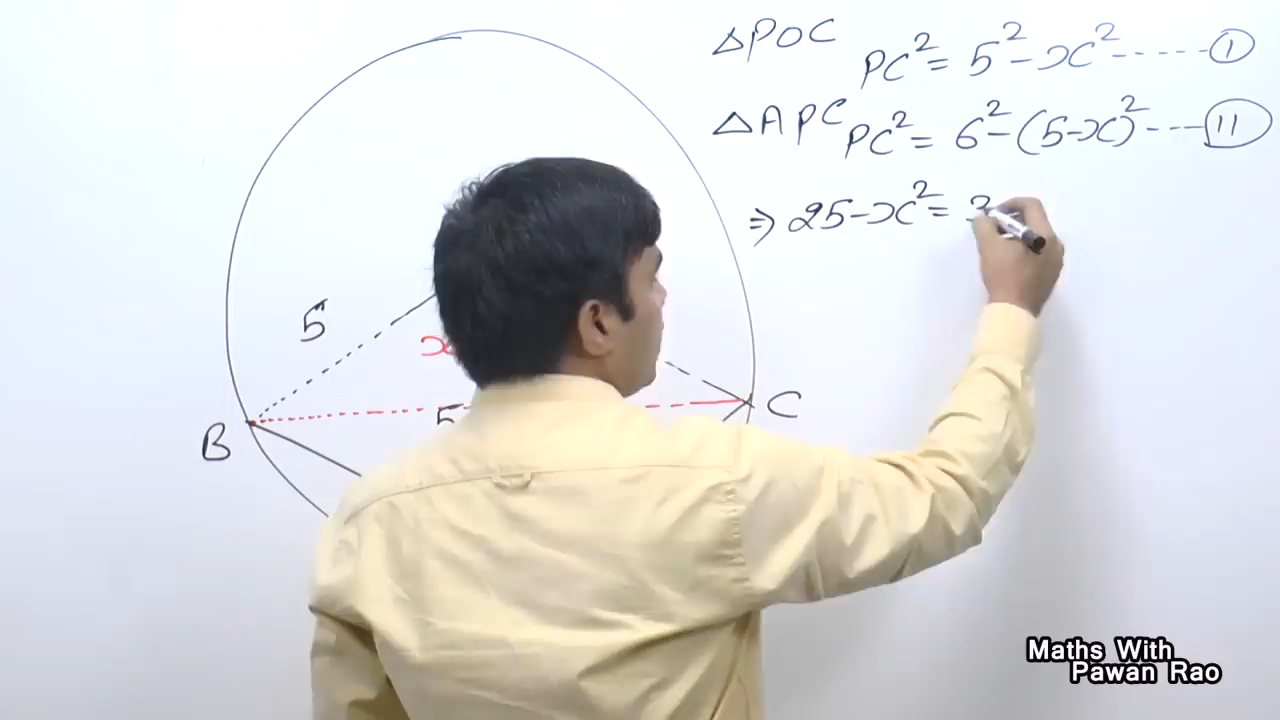 △POC PC² = 5² - x² ------ (1)
△APC PC² = 6² - (5-x)² ---- (11)
⇒ 25 - x² = 3
5
x
B
5
C
Maths With
Pawan Rao